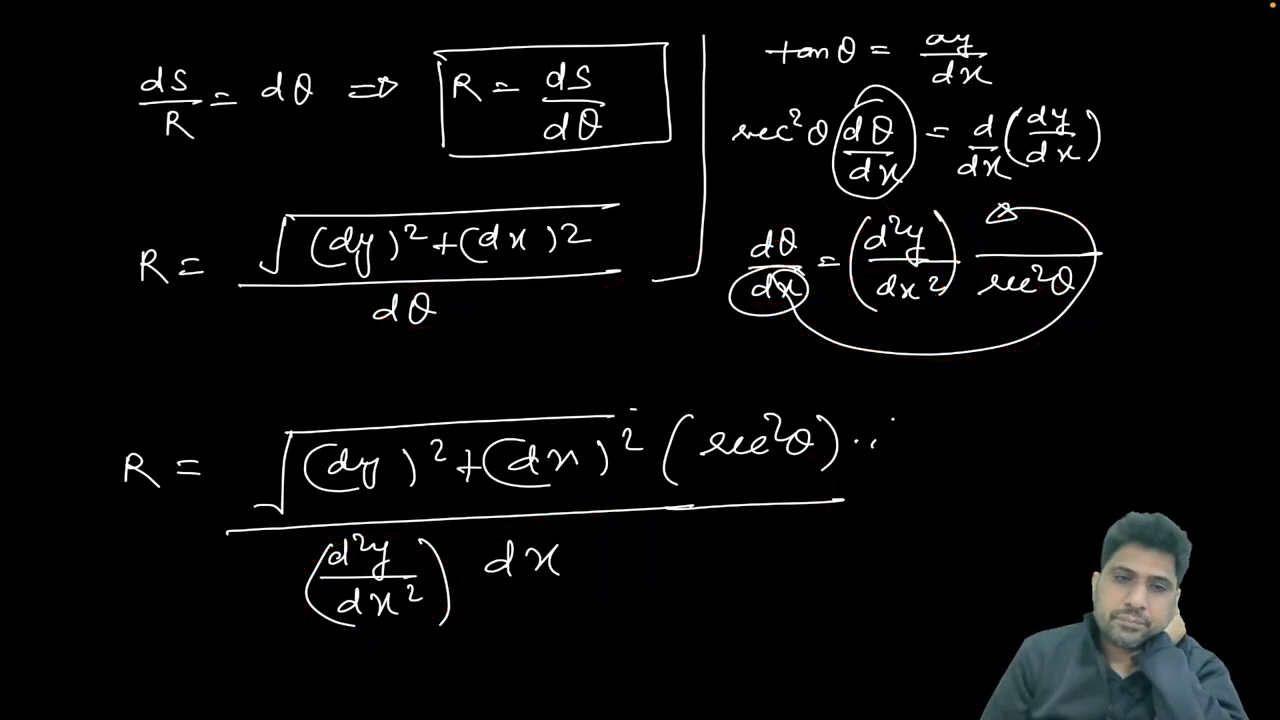 dS/R = dθ ⇒ R = dS/dθ
R = √((dy)² + (dx)²) / dθ
tanθ = dy/dx
sec²θ (dθ/dx) = d/dx (dy/dx)
dθ/dx = (d²y/dx²) / sec²θ
R = √((dy)² + (dx)²) (sec²θ) ... / (d²y/dx²) dx